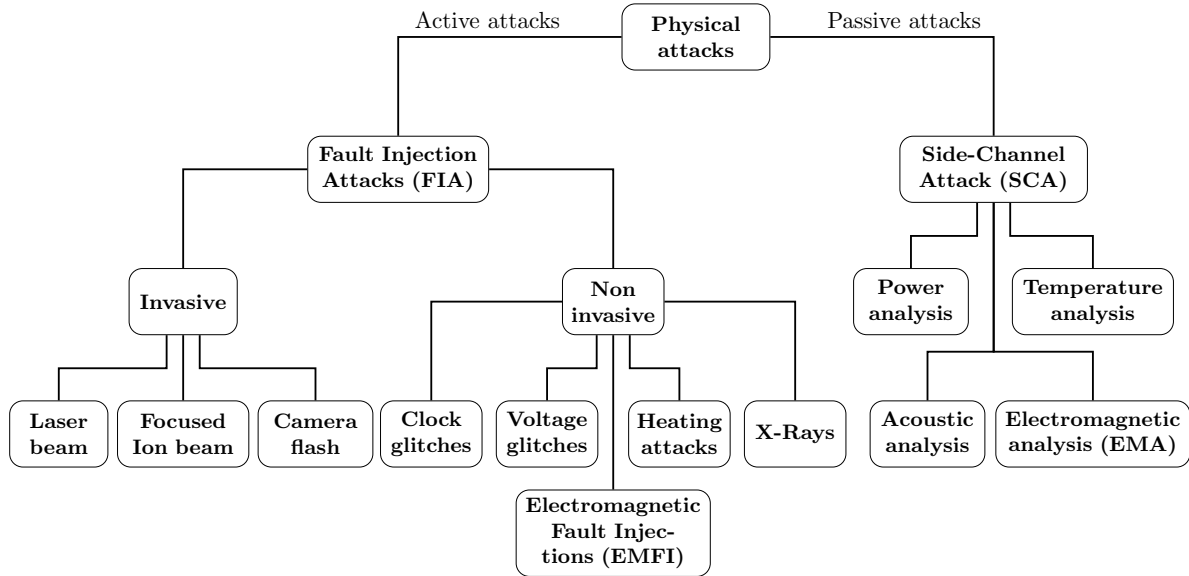 Active attacks
Physical
attacks
Passive attacks
Fault Injection
Attacks (FIA)
Side-Channel
Attack (SCA)
Invasive
Non
invasive
Power
analysis
Temperature
analysis
Laser
beam
Focused
Ion beam
Camera
flash
Clock
glitches
Voltage
glitches
Heating
attacks
X-Rays
Acoustic
analysis
Electromagnetic
analysis (EMA)
Electromagnetic
Fault Injec-
tions (EMFI)